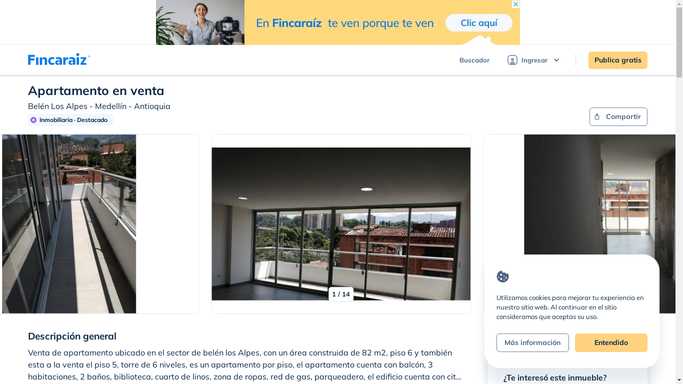 En Fincaraíz te ven porque te ven
Clic aquí
Fincaraíz
Buscador
Ingresar
Publica gratis
Apartamento en venta
Belén Los Alpes - Medellín - Antioquia
Inmobiliaria · Destacado
Compartir
1 / 14
Utilizamos cookies para mejorar tu experiencia en
nuestro sitio web. Al continuar en el sitio
consideramos que aceptas su uso.
Más información
Entendido
Descripción general
Venta de apartamento ubicado en el sector de belén los Alpes, con un área construida de 82 m2, piso 6 y también
esta a la venta el piso 5, torre de 6 niveles, es un apartamento por piso, el apartamento cuenta con balcón, 3
habitaciones, 2 baños, biblioteca, cuarto de linos, zona de ropas, red de gas, parqueadero, el edificio cuenta con cit...
¿Te interesó este inmueble?